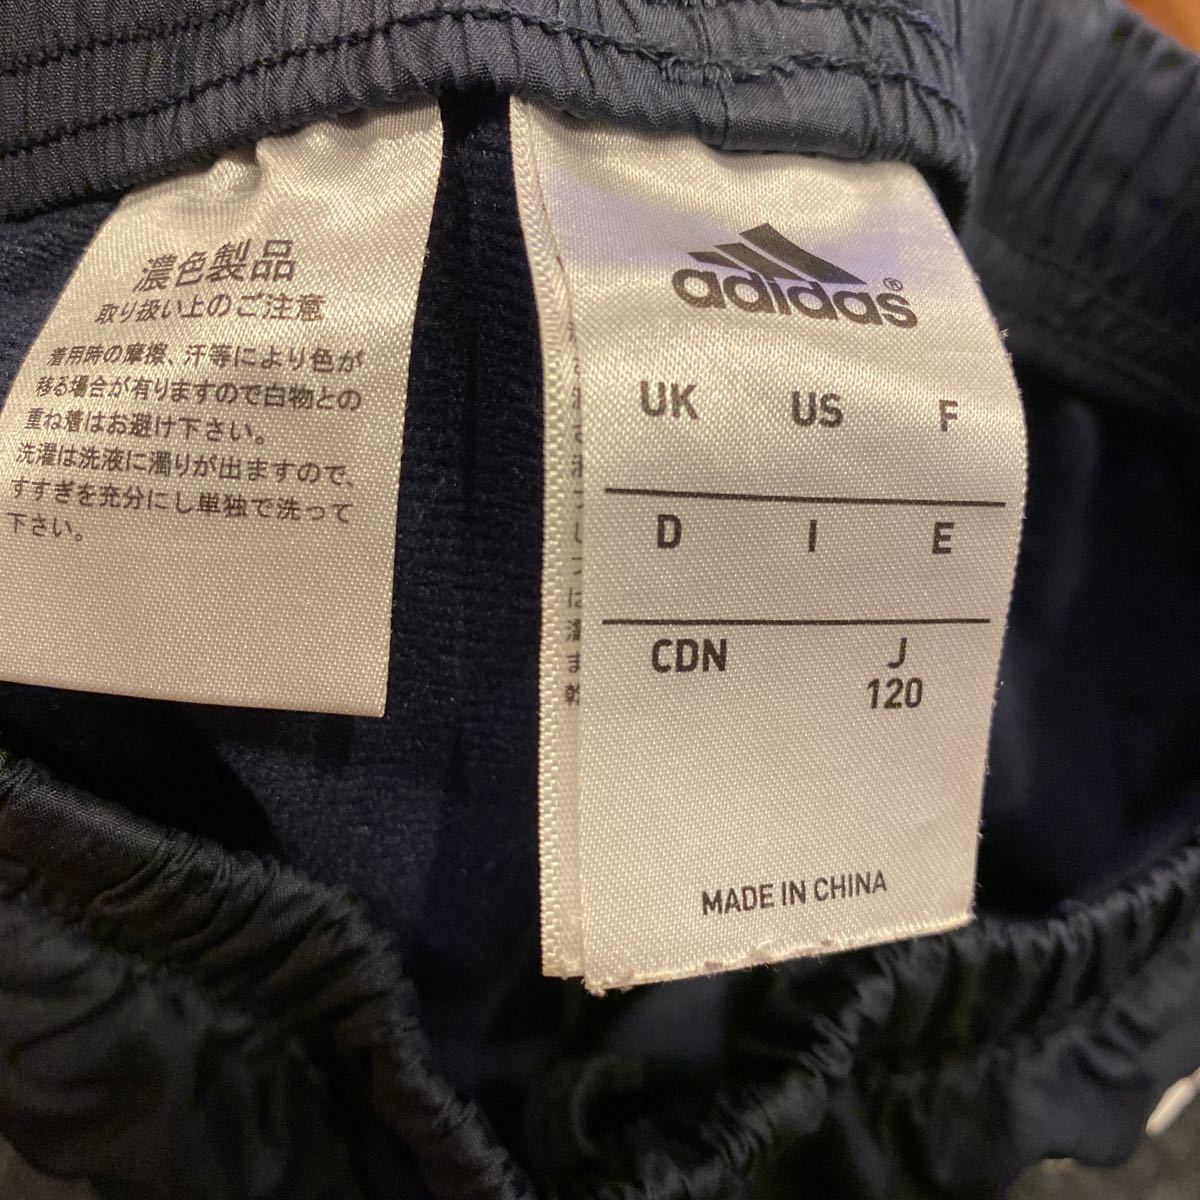 濃色製品
取り扱い上のご注意
着用時の摩擦、汗等により色が
移る場合が有りますので白物との
重ね着はお避け下さい。
洗濯は洗液に濁りが出ますので、
すすぎを充分にし単独で洗って
下さい。
adidas®
UK US F
D I E
CDN J
120
MADE IN CHINA